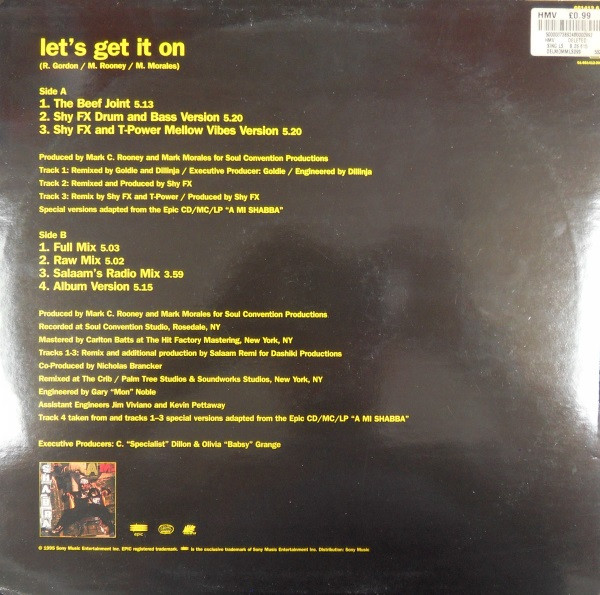 let's get it on
(R. Gordon / M. Rooney / M. Morales)
Side A
1. The Beef Joint 5.13
2. Shy FX Drum and Bass Version 5.20
3. Shy FX and T-Power Mellow Vibes Version 5.20
Produced by Mark C. Rooney and Mark Morales for Soul Convention Productions
Track 1: Remixed by Goldie and Dillinja / Executive Producer: Goldie / Engineered by Dillinja
Track 2: Remixed and Produced by Shy FX
Track 3: Remix by Shy FX and T-Power / Produced by Shy FX
Special versions adapted from the Epic CD/MC/LP "A MI SHABBA"
Side B
1. Full Mix 5.03
2. Raw Mix 5.02
3. Salaam's Radio Mix 3.59
4. Album Version 5.15
Produced by Mark C. Rooney and Mark Morales for Soul Convention Productions
Recorded at Soul Convention Studio, Rosedale, NY
Mastered by Carlton Batts at The Hit Factory Mastering, New York, NY
Tracks 1-3: Remix and additional production by Salaam Remi for Dashiki Productions
Co-Produced by Nicholas Brancker
Remixed at The Crib / Palm Tree Studios & Soundworks Studios, New York, NY
Engineered by Gary "Mon" Noble
Assistant Engineers Jim Viviano and Kevin Pettaway
Track 4 taken from and tracks 1–3 special versions adapted from the Epic CD/MC/LP "A MI SHABBA"
Executive Producers: C. "Specialist" Dillon & Olivia "Babsy" Grange
SHABBA
epic
© 1995 Sony Music Entertainment Inc. EPIC registered trademark. is the exclusive trademark of Sony Music Entertainment Inc. Distribution: Sony Music
HMV £0.99